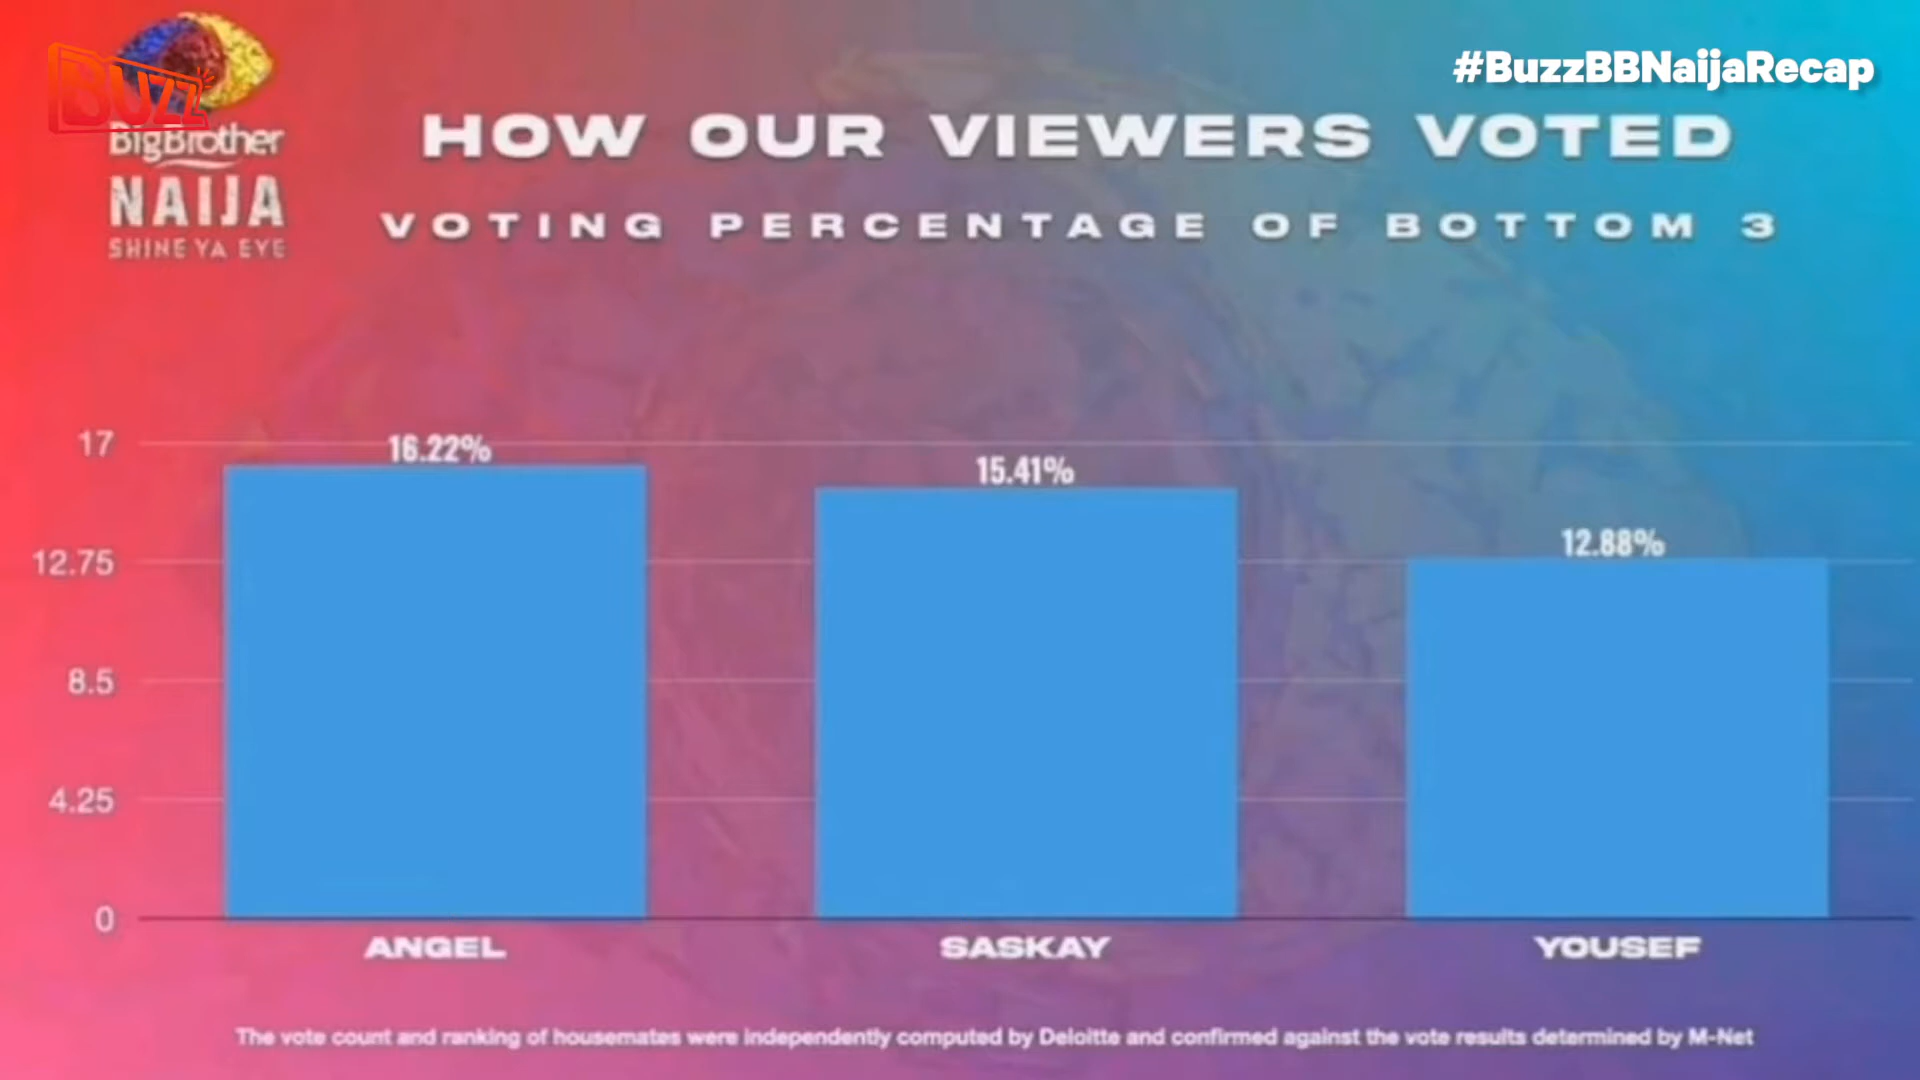 BUZZ
BigBrother
NAIJA
SHINE YA EYE
#BuzzBBNaijaRecap
HOW OUR VIEWERS VOTED
VOTING PERCENTAGE OF BOTTOM 3
17
12.75
8.5
4.25
0
16.22%
15.41%
12.88%
ANGEL SASKAY YOUSEF
The vote count and ranking of housemates were independently computed by Deloitte and confirmed against the vote results determined by M-Net